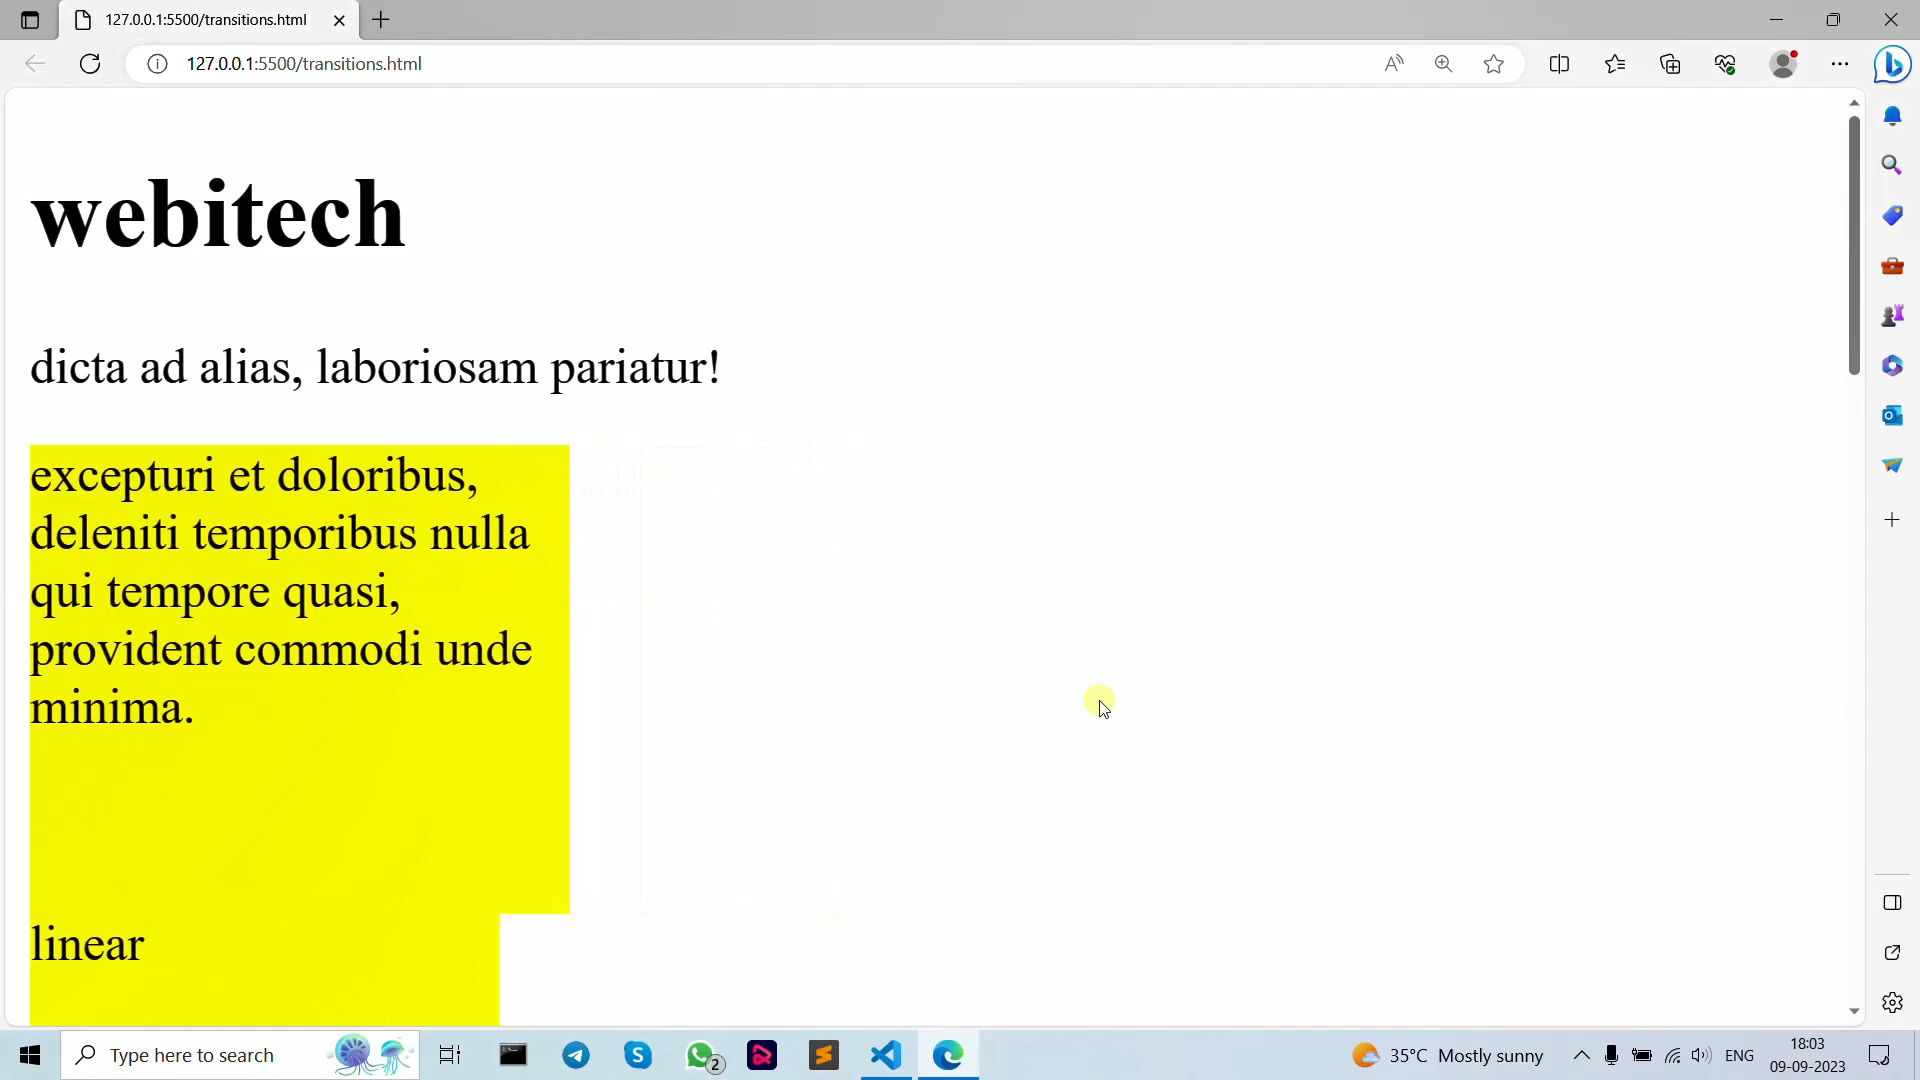 127.0.0.1:5500/transitions.html
127.0.0.1:5500/transitions.html
webitech
dicta ad alias, laboriosam pariatur!
excepturi et doloribus,
deleniti temporibus nulla
qui tempore quasi,
provident commodi unde
minima.
linear
Type here to search
2
35°C Mostly sunny
ENG
18:03
09-09-2023